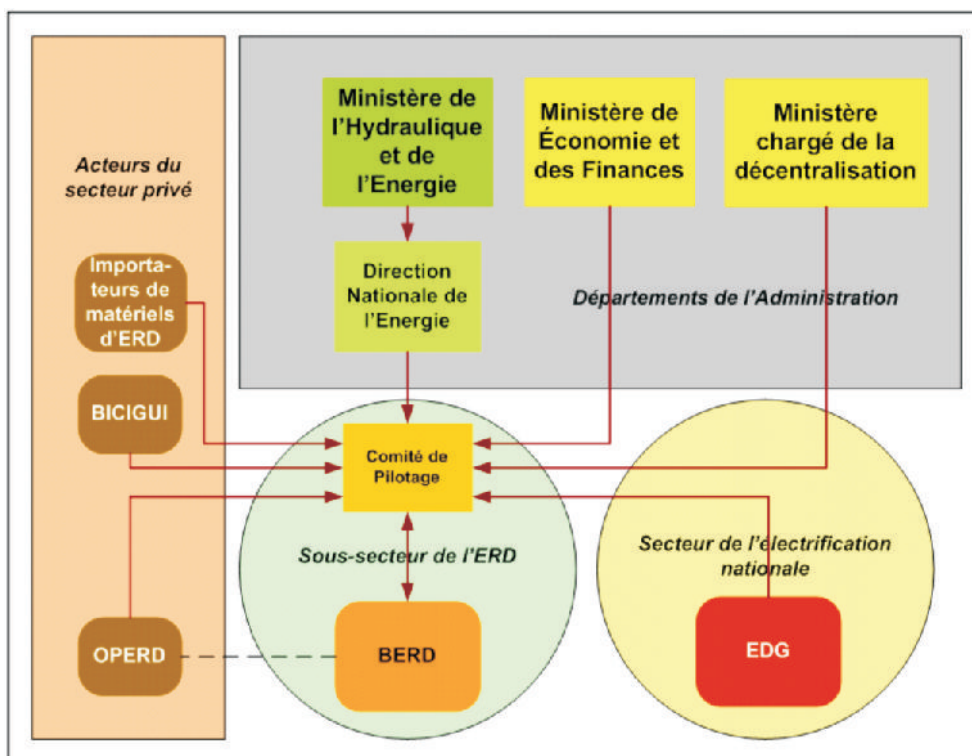 Acteurs du
secteur privé
Importa-
teurs de
matériels
d'ERD
BICIGUI
OPERD
Ministère de
l'Hydraulique
et de
l'Energie
Ministère de
Économie et
des Finances
Ministère
chargé de la
décentralisation
Direction
Nationale de
l'Energie
Départements de l'Administration
Comité de
Pilotage
Sous-secteur de l'ERD
BERD
Secteur de l'électrification
nationale
EDG